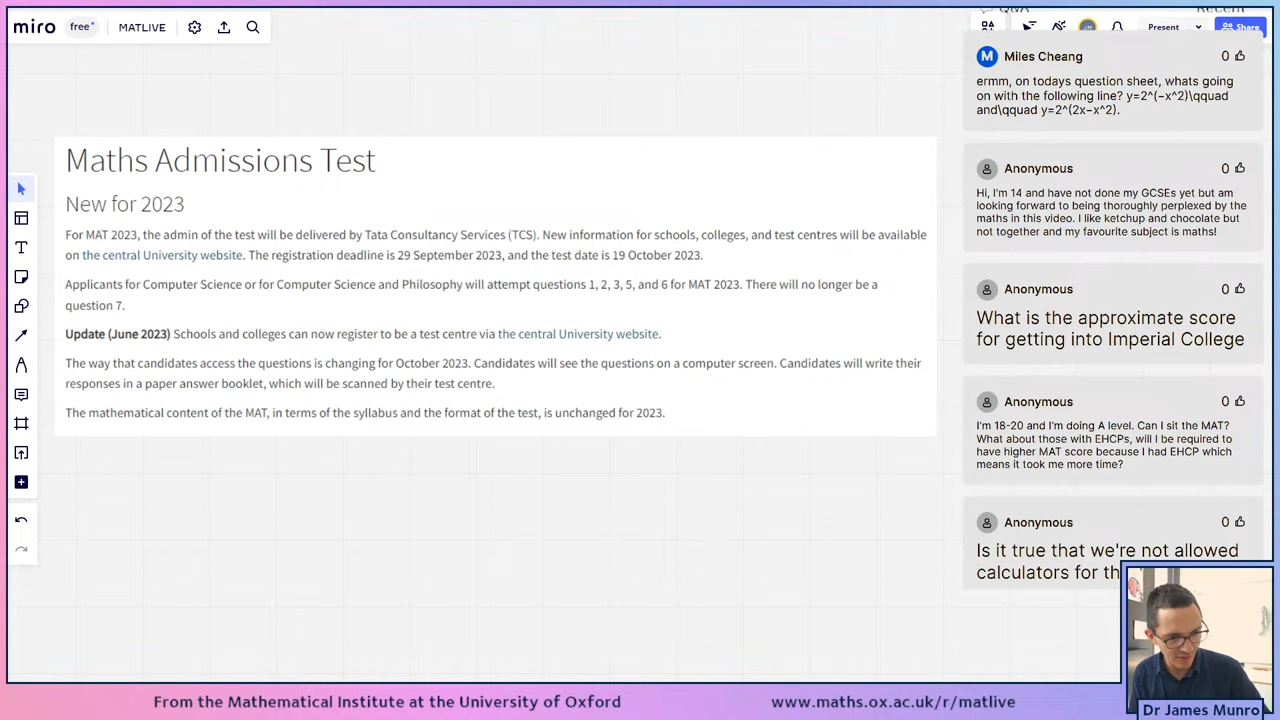 miro free MATLIVE
Q&A Recent
Present Share
Maths Admissions Test
New for 2023
For MAT 2023, the admin of the test will be delivered by Tata Consultancy Services (TCS). New information for schools, colleges, and test centres will be available
on the central University website. The registration deadline is 29 September 2023, and the test date is 19 October 2023.
Applicants for Computer Science or for Computer Science and Philosophy will attempt questions 1, 2, 3, 5, and 6 for MAT 2023. There will no longer be a
question 7.
Update (June 2023) Schools and colleges can now register to be a test centre via the central University website.
The way that candidates access the questions is changing for October 2023. Candidates will see the questions on a computer screen. Candidates will write their
responses in a paper answer booklet, which will be scanned by their test centre.
The mathematical content of the MAT, in terms of the syllabus and the format of the test, is unchanged for 2023.
M Miles Cheang 0
ermm, on todays question sheet, whats going
on with the following line? y=2^(−x^2)\qquad
and\qquad y=2^(2x−x^2).
Anonymous 0
Hi, I'm 14 and have not done my GCSEs yet but am
looking forward to being thoroughly perplexed by the
maths in this video. I like ketchup and chocolate but
not together and my favourite subject is maths!
Anonymous 0
What is the approximate score
for getting into Imperial College
Anonymous 0
I'm 18-20 and I'm doing A level. Can I sit the MAT?
What about those with EHCPs, will I be required to
have higher MAT score because I had EHCP which
means it took me more time?
Anonymous 0
Is it true that we're not allowed
calculators for th
From the Mathematical Institute at the University of Oxford www.maths.ox.ac.uk/r/matlive
Dr James Munro